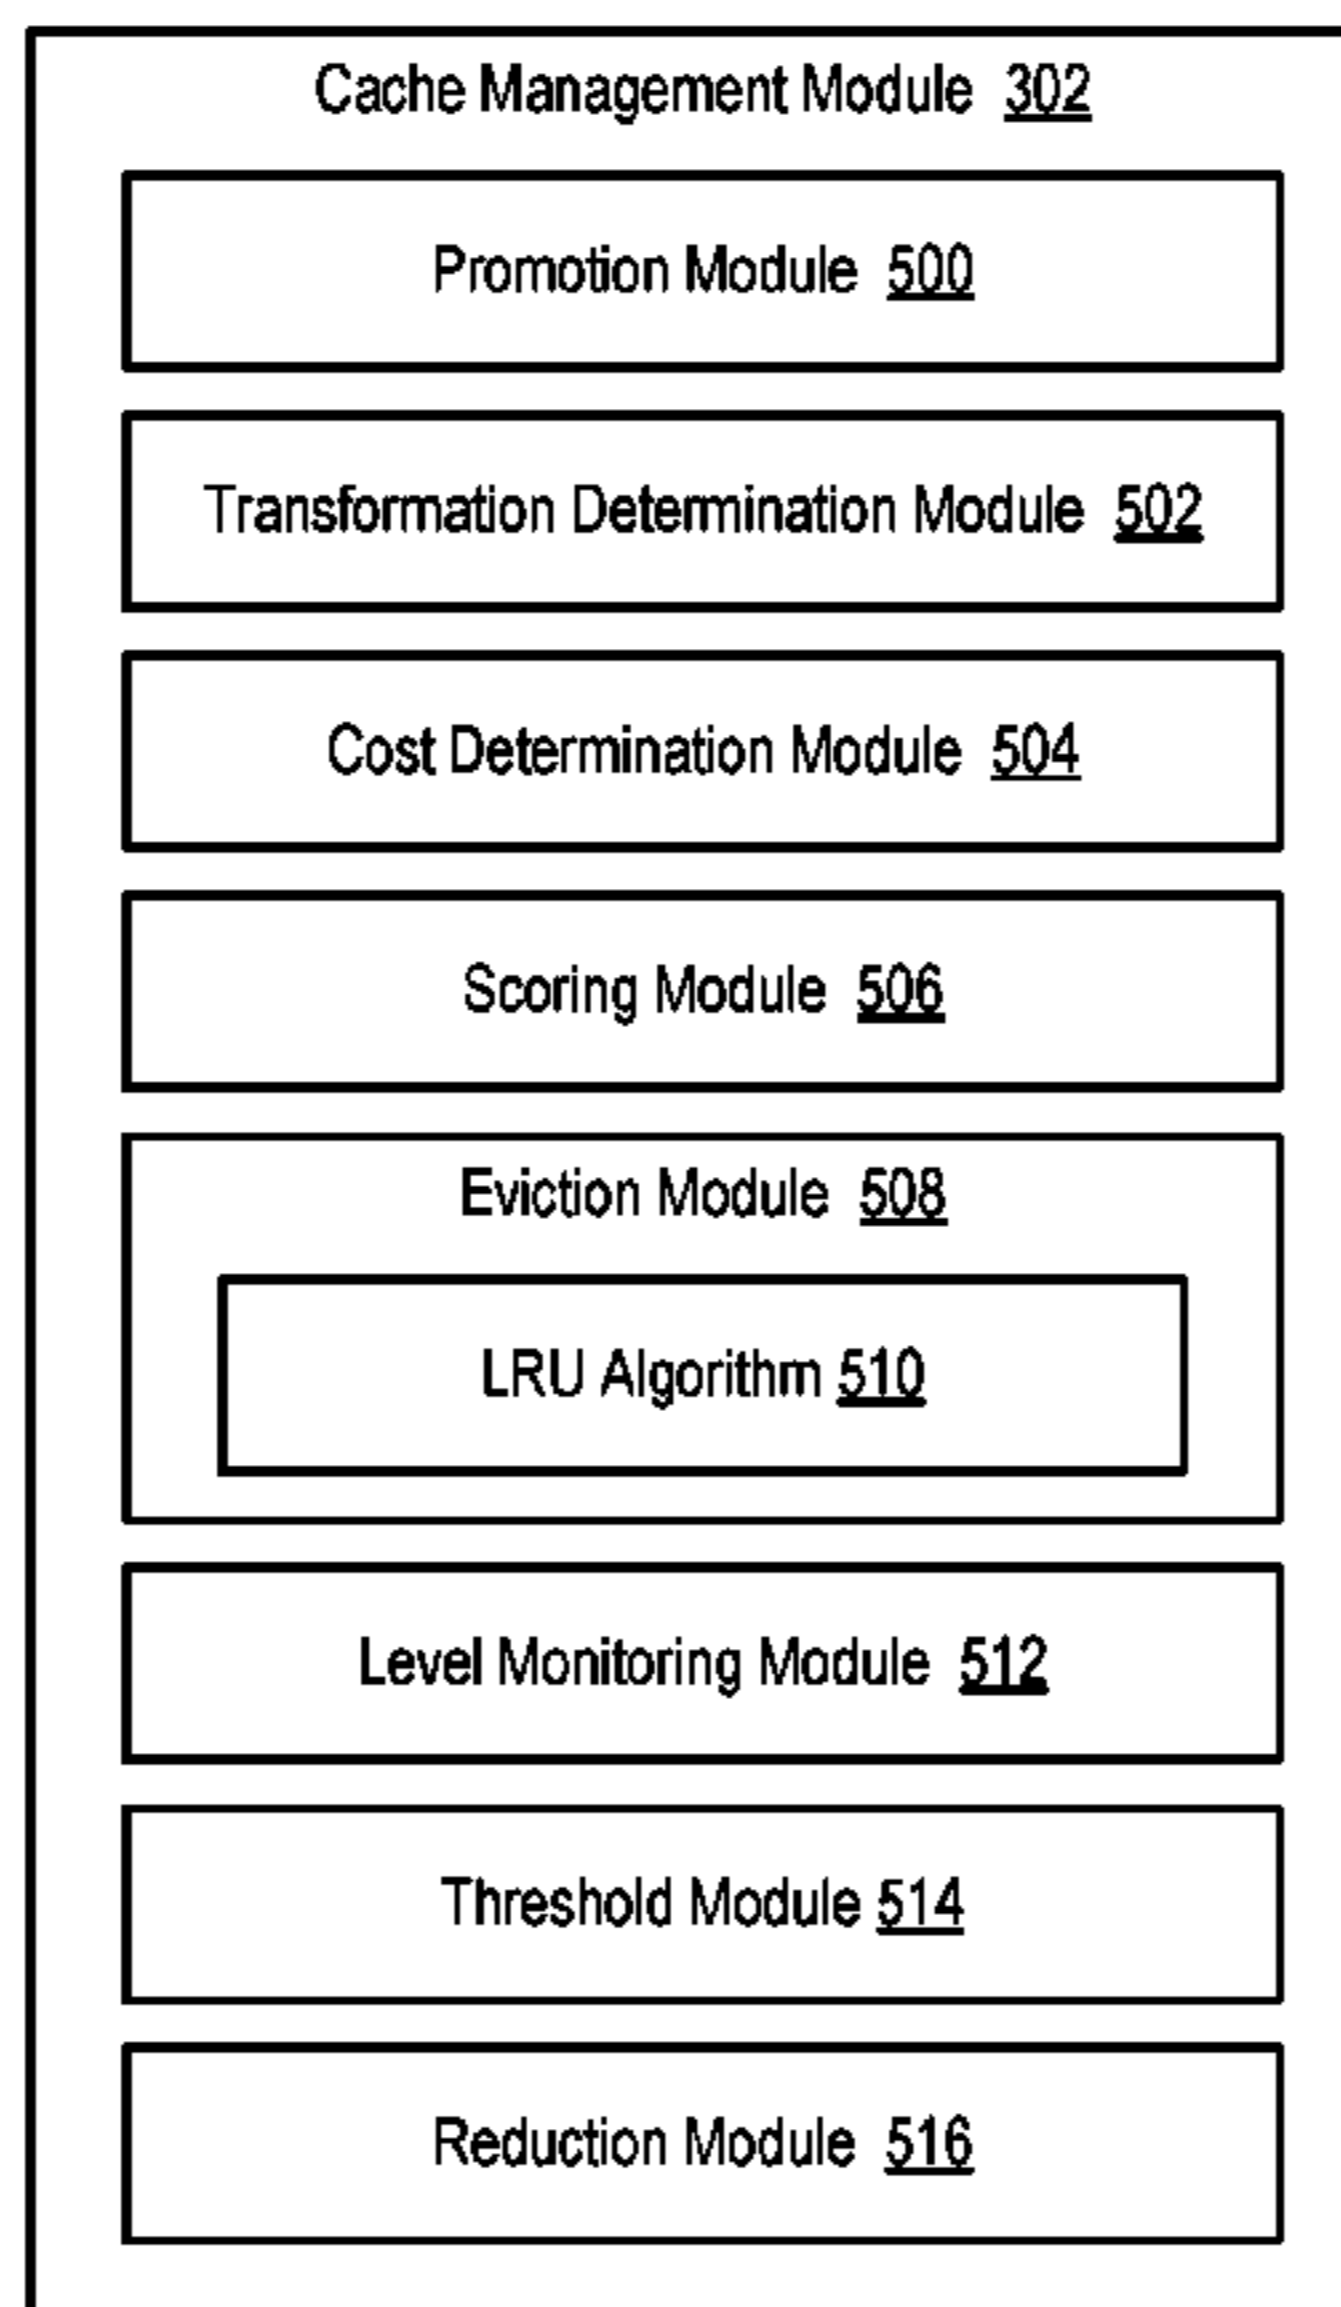 Cache Management Module 302
Promotion Module 500
Transformation Determination Module 502
Cost Determination Module 504
Scoring Module 506
Eviction Module 508
LRU Algorithm 510
Level Monitoring Module 512
Threshold Module 514
Reduction Module 516